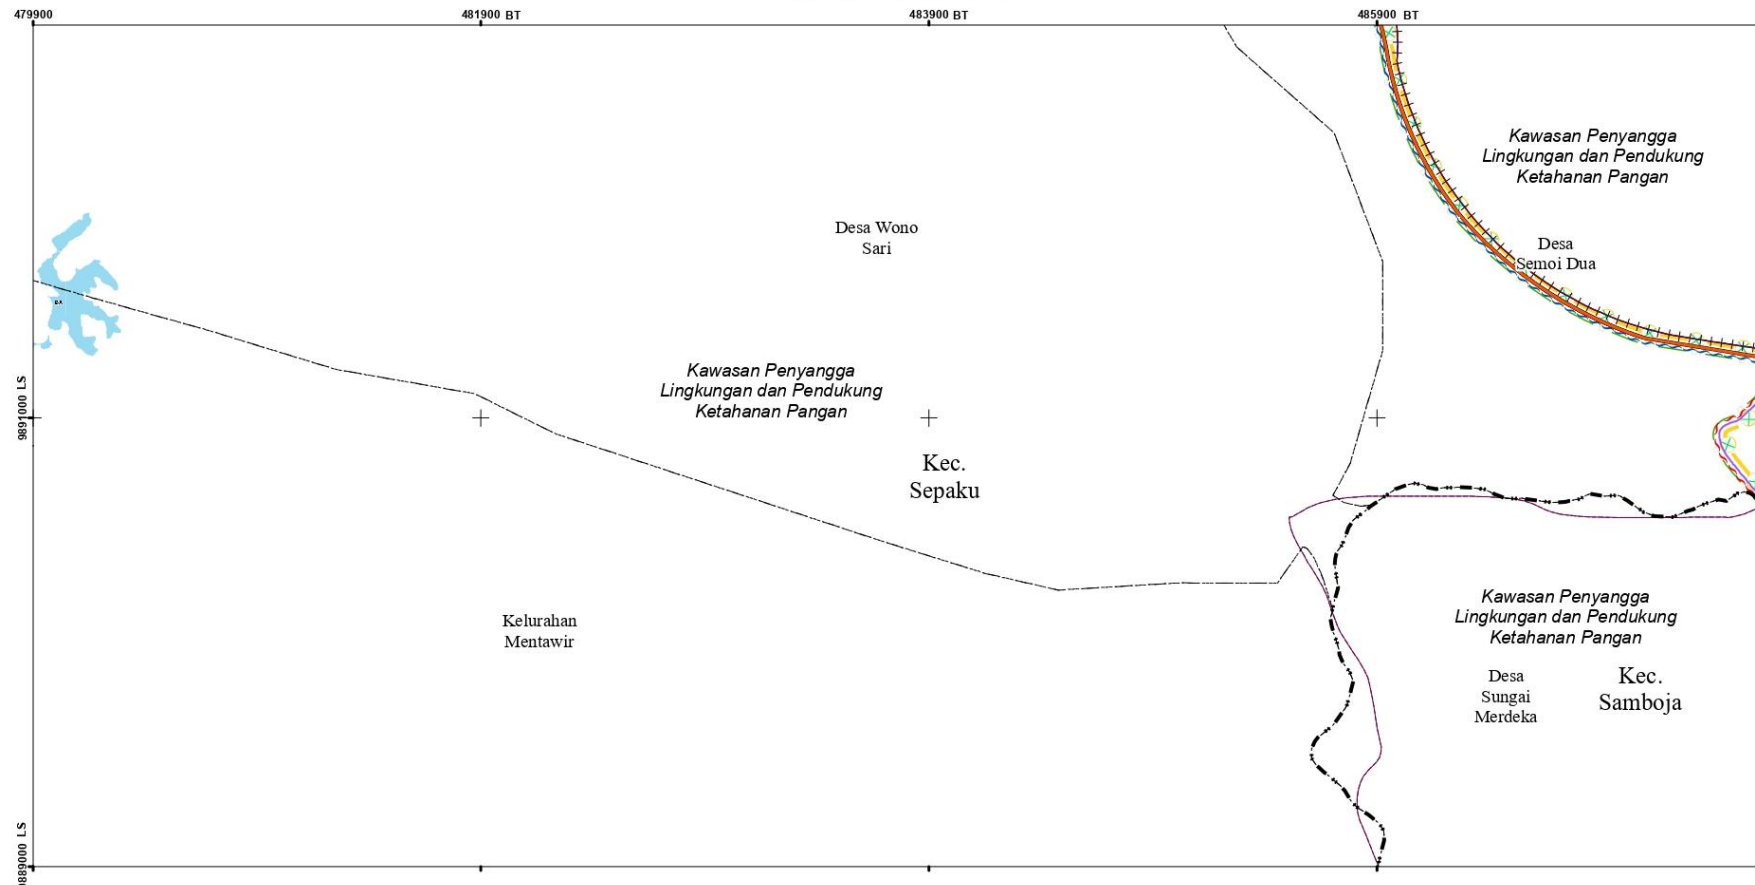 479900
481900 BT
483900 BT
485900 BT
Kawasan Penyangga
Lingkungan dan Pendukung
Ketahanan Pangan
Desa Wono
Sari
Desa
Semoi Dua
BA
Kawasan Penyangga
Lingkungan dan Pendukung
Ketahanan Pangan
9891000 LS
Kec.
Sepaku
Kawasan Penyangga
Lingkungan dan Pendukung
Ketahanan Pangan
Kelurahan
Mentawir
Desa
Sungai
Merdeka
Kec.
Samboja
9889000 LS